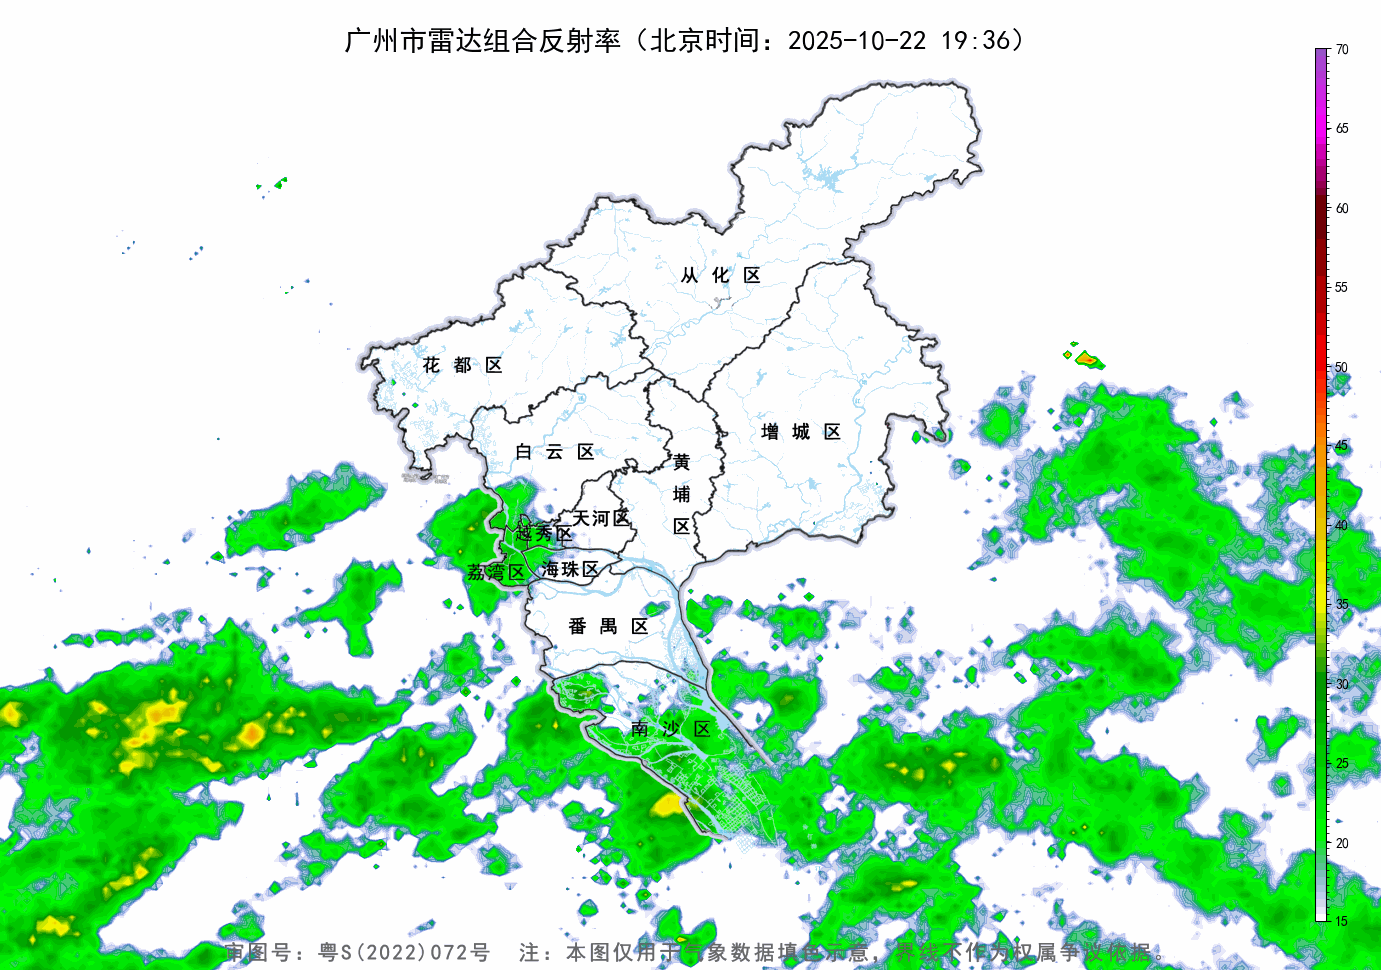 广州市雷达组合反射率（北京时间：2025-10-22 19:36）
70
65
60
55
50
45
40
35
30
25
20
15
从化区
花都区
增城区
白云区
黄埔区
天河区
越秀区
海珠区
荔湾区
番禺区
南沙区
审图号：粤S(2022)072号 注：本图仅用于气象数据填色示意，界线不作为权属争议依据。